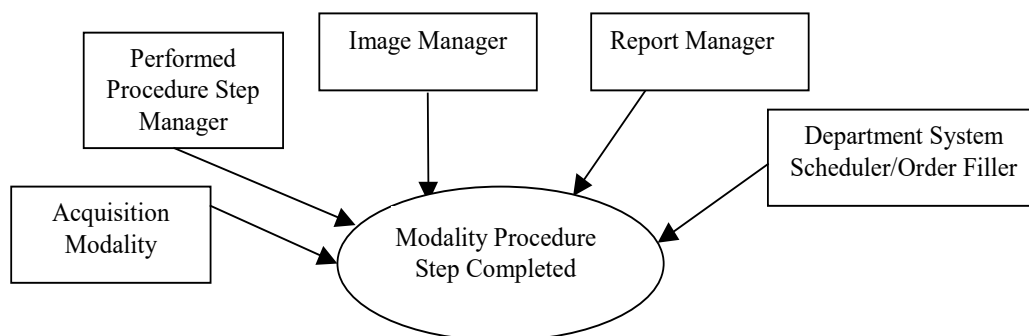 Performed
Procedure Step
Manager
Image Manager
Report Manager
Department System
Scheduler/Order Filler
Acquisition
Modality
Modality Procedure
Step Completed